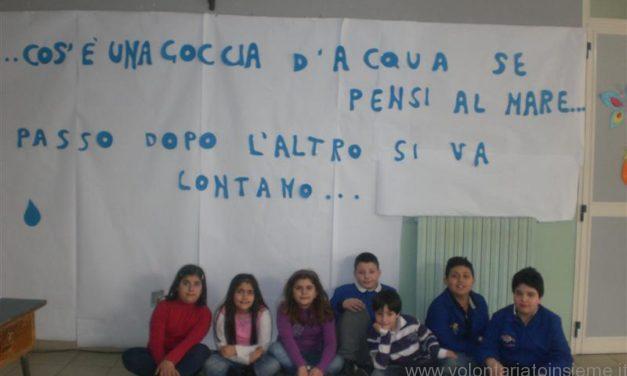 ..COS'È UNA GOCCIA D'ACQUA SE
PENSI AL MARE...
PASSO DOPO L'ALTRO SI VA
LONTANO...
www.volontariatoinsieme.it